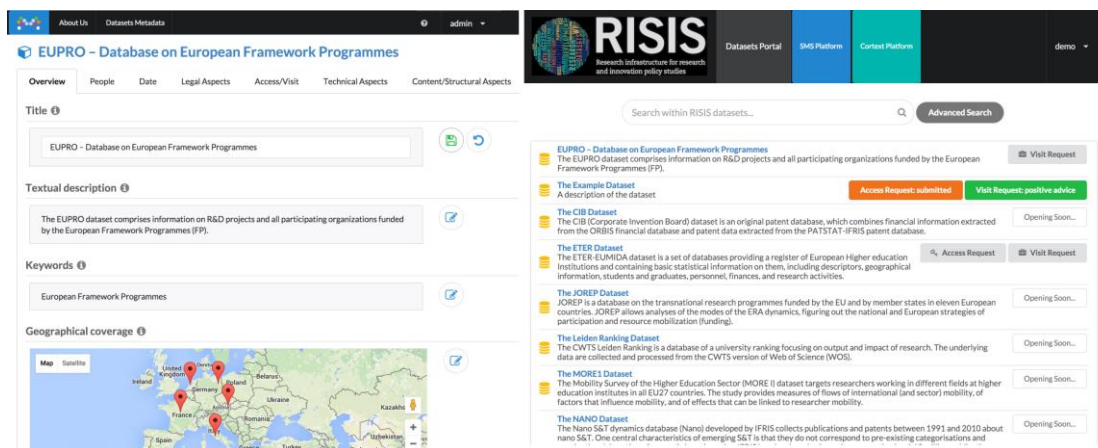 About Us Datasets Metadata admin
EUPRO – Database on European Framework Programmes
Overview People Date Legal Aspects Access/Visit Technical Aspects Content/Structural Aspects
Title
EUPRO – Database on European Framework Programmes
Textual description
The EUPRO dataset comprises information on R&D projects and all participating organizations funded
by the European Framework Programmes (FP).
Keywords
European Framework Programmes
Geographical coverage
Map Satellite
United
Kingdom
Ireland
Belarus
Poland
Germany
Ukraine
France
Romania
Kazakhs
Italy
Spain
Turkey
Uzbekistan
RISIS
Research infrastructure for research
and innovation policy studies
Datasets Portal SMS Platform Context Platform demo
Search within RISIS datasets... Advanced Search
EUPRO – Database on European Framework Programmes
The EUPRO dataset comprises information on R&D projects and all participating organizations funded by the European
Framework Programmes (FP).
Visit Request
The Example Dataset
A description of the dataset
Access Request: submitted Visit Request: positive advice
The CIB Dataset
The CIB (Corporate Invention Board) dataset is an original patent database, which combines financial information extracted
from the ORBIS financial database and patent data extracted from the PATSTAT-IFRIS patent database.
Opening Soon...
The ETER Dataset
The ETER-EUMIDA dataset is a set of databases providing a register of European Higher education
Institutions and containing basic statistical information on them, including descriptors, geographical
information, students and graduates, personnel, finances, and research activities.
Access Request Visit Request
The JOREP Dataset
JOREP is a database on the transnational research programmes funded by the EU and by member states in eleven European
countries. JOREP allows analyses of the modes of the ERA dynamics, figuring out the national and European strategies of
participation and resource mobilization (funding).
Opening Soon...
The Leiden Ranking Dataset
The CWTS Leiden Ranking is a database of a university ranking focusing on output and impact of research. The underlying
data are collected and processed from the CWTS version of Web of Science (WOS).
Opening Soon...
The MORE1 Dataset
The Mobility Survey of the Higher Education Sector (MORE I) dataset targets researchers working in different fields at higher
education institutes in all EU27 countries. The study provides measures of flows of international (and sector) mobility, of
factors that influence mobility, and of effects that can be linked to researcher mobility.
Opening Soon...
The NANO Dataset
The Nano S&T dynamics database (Nano) developed by IFRIS collects publications and patents between 1991 and 2010 about
nano S&T. One central characteristics of emerging S&T is that they do not correspond to pre-existing categorisations and
Opening Soon...